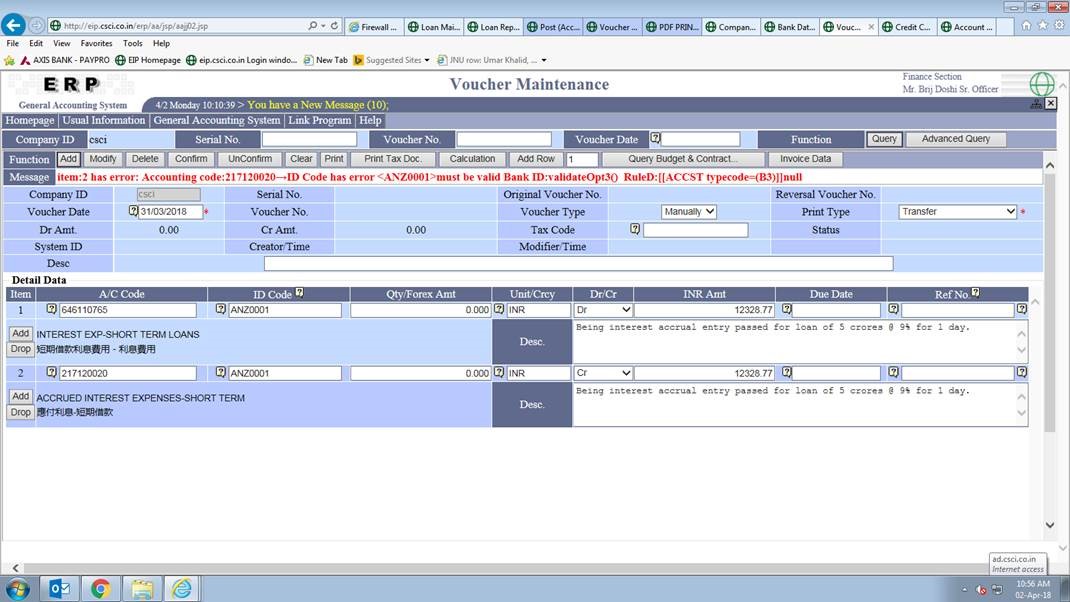 http://eip.csci.co.in/erp/aa/jsp/aajj02.jsp
Firewall ... Loan Mai... Loan Rep... Post (Acc... Voucher ... PDF PRIN... Compan... Bank Dat... Vouc... Credit C... Account ...
File Edit View Favorites Tools Help
AXIS BANK - PAYPRO EIP Homepage eip.csci.co.in Login windo... New Tab Suggested Sites JNU row: Umar Khalid, ...
ERP
General Accounting System
Voucher Maintenance
Finance Section
Mr. Brij Doshi Sr. Officer
4/2 Monday 10:10:39 > You have a New Message (10);
Homepage Usual Information General Accounting System Link Program Help
Company ID csci Serial No. Voucher No. Voucher Date Function Query Advanced Query
Function Add Modify Delete Confirm UnConfirm Clear Print Print Tax Doc. Calculation Add Row 1 Query Budget & Contract... Invoice Data
Message item:2 has error: Accounting code:217120020→ID Code has error <ANZ0001>must be valid Bank ID:validateOpt3() RuleD:[[ACCST typecode=(B3)]]null
Company ID csci Serial No. Original Voucher No. Reversal Voucher No.
Voucher Date 31/03/2018 * Voucher No. Voucher Type Manually Print Type Transfer *
Dr Amt. 0.00 Cr Amt. 0.00 Tax Code Status
System ID Creator/Time Modifier/Time
Desc
Detail Data
Item A/C Code ID Code Qty/Forex Amt Unit/Crcy Dr/Cr INR Amt Due Date Ref No.
1 646110765 ANZ0001 0.000 INR Dr 12328.77
Add INTEREST EXP-SHORT TERM LOANS
Drop 短期借款利息費用 - 利息費用
Desc. Being interest accrual entry passed for loan of 5 crores @ 9% for 1 day.
2 217120020 ANZ0001 0.000 INR Cr 12328.77
Add ACCRUED INTEREST EXPENSES-SHORT TERM
Drop 應付利息-短期借款
Desc. Being interest accrual entry passed for loan of 5 crores @ 9% for 1 day.
ad.csci.co.in
Internet access
10:56 AM
02-Apr-18